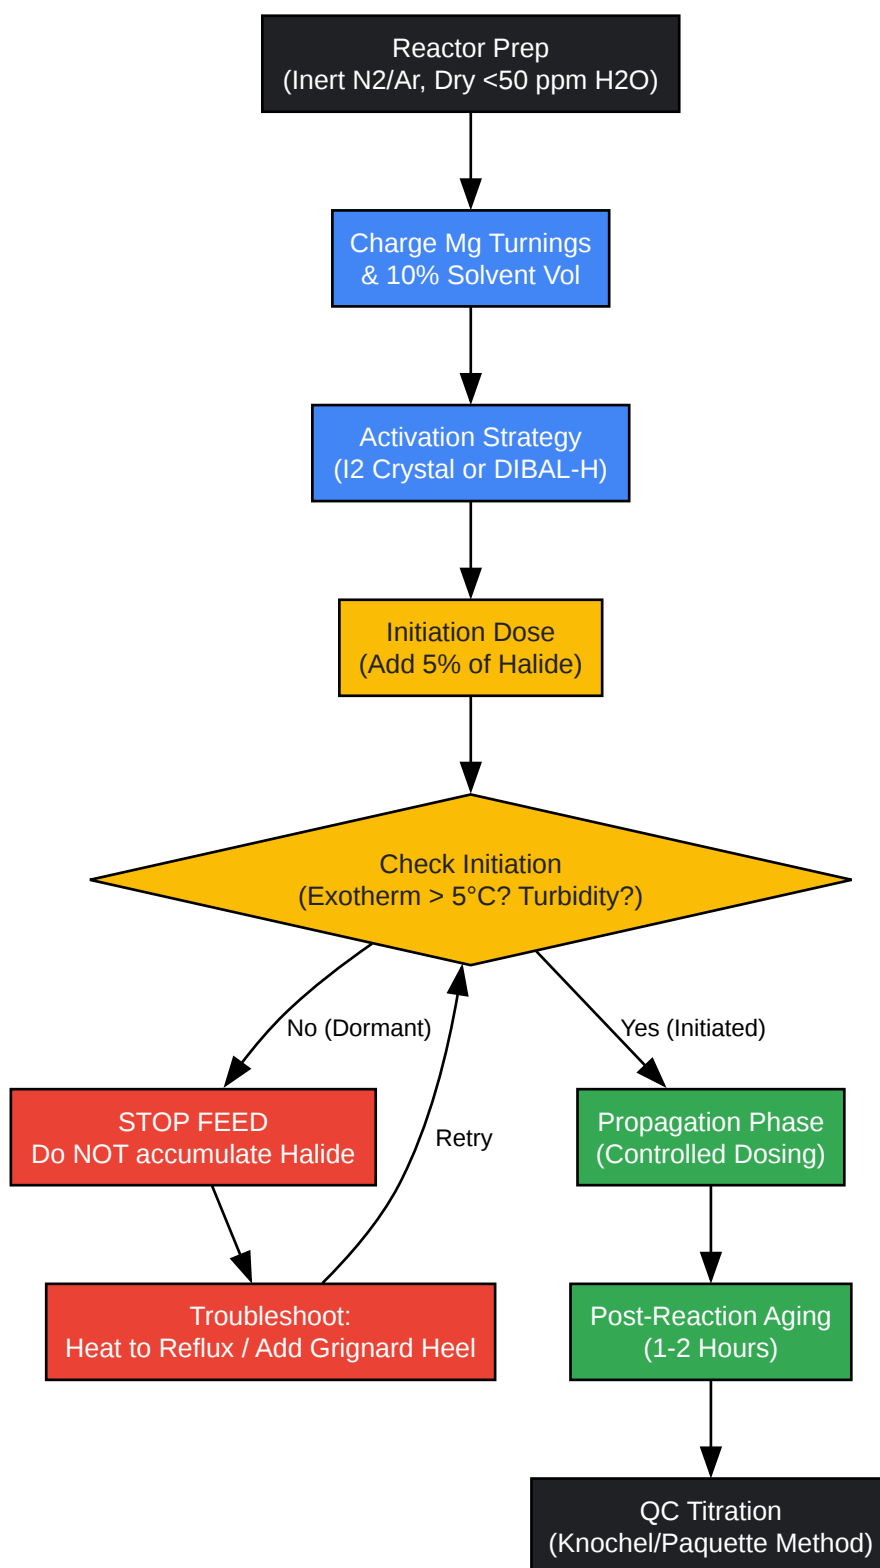 Reactor Prep
(Inert N2/Ar, Dry <50 ppm H2O)
Charge Mg Turnings
& 10% Solvent Vol
Activation Strategy
(I2 Crystal or DIBAL-H)
Initiation Dose
(Add 5% of Halide)
Check Initiation
(Exotherm > 5°C? Turbidity?)
No (Dormant)
Yes (Initiated)
STOP FEED
Do NOT accumulate Halide
Propagation Phase
(Controlled Dosing)
Retry
Troubleshoot:
Heat to Reflux / Add Grignard Heel
Post-Reaction Aging
(1-2 Hours)
QC Titration
(Knochel/Paquette Method)